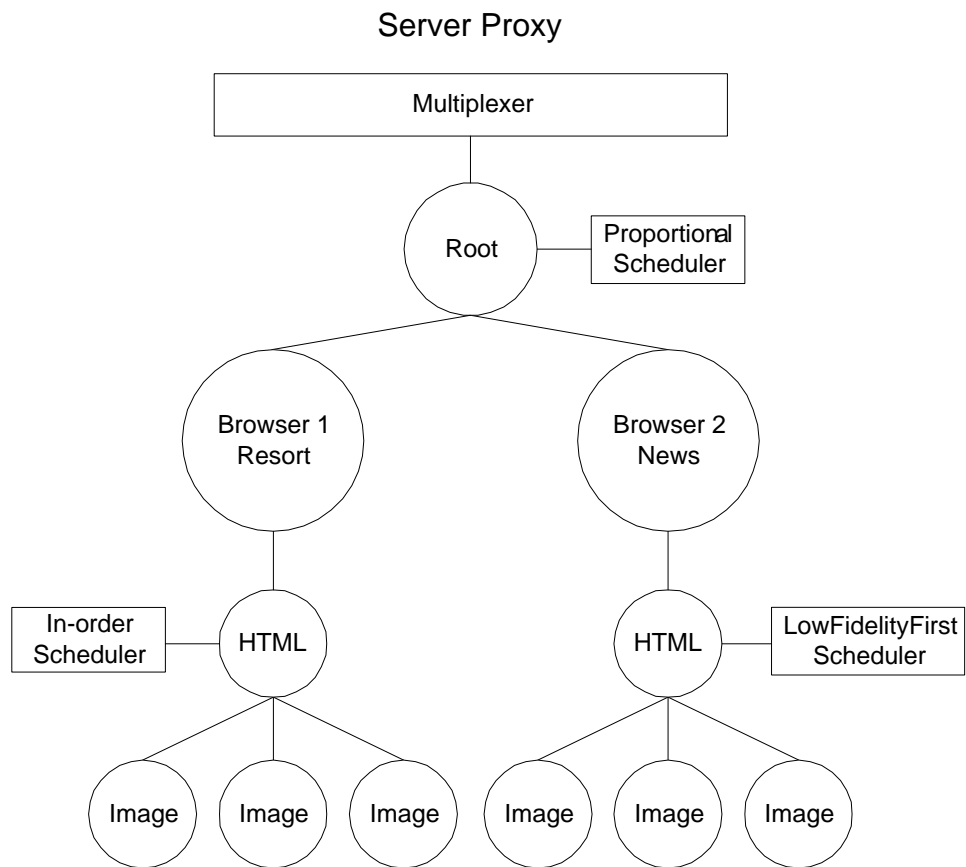 Server Proxy
Multiplexer
Root
Proportional
Scheduler
Browser 1
Resort
Browser 2
News
In-order
Scheduler
HTML
HTML
LowFidelityFirst
Scheduler
Image
Image
Image
Image
Image
Image